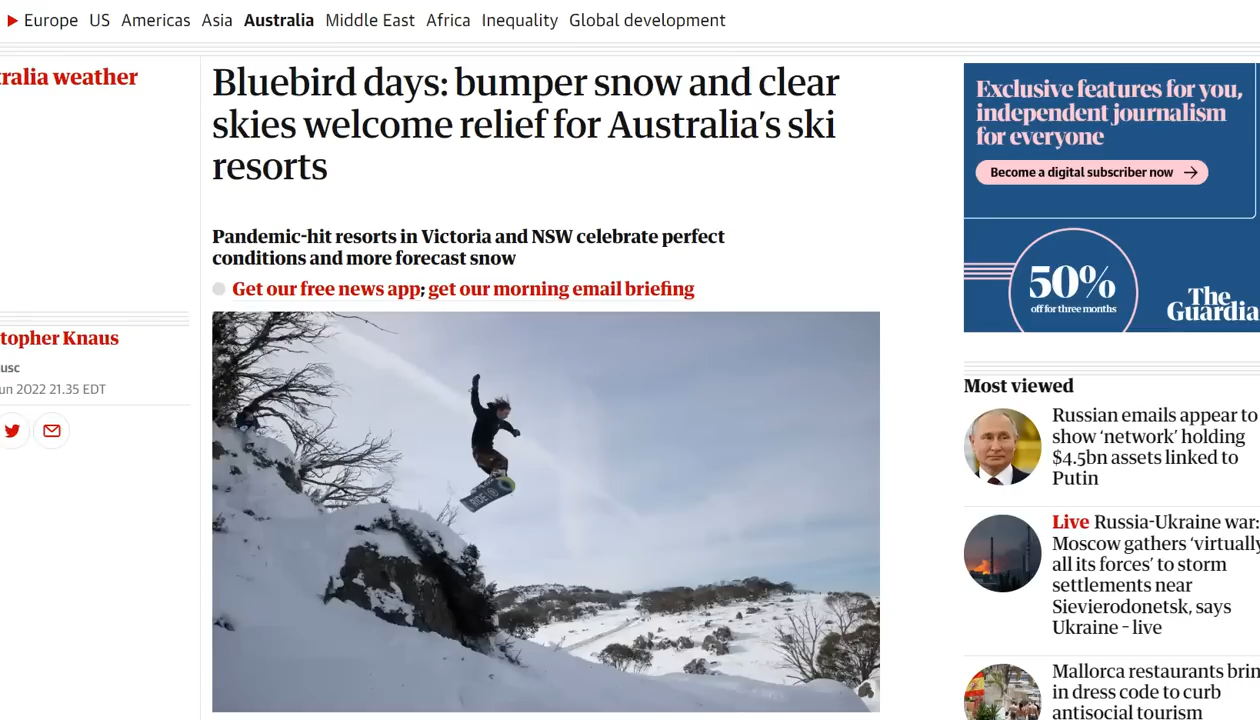 Europe US Americas Asia Australia Middle East Africa Inequality Global development
ralia weather
Bluebird days: bumper snow and clear
skies welcome relief for Australia's ski
resorts
Pandemic-hit resorts in Victoria and NSW celebrate perfect
conditions and more forecast snow
Get our free news app; get our morning email briefing
topher Knaus
usc
un 2022 21.35 EDT
RIDE
Exclusive features for you,
independent journalism
for everyone
Become a digital subscriber now
50%
off for three months
The
Guardia
Most viewed
Russian emails appear to
show ‘network’ holding
$4.5bn assets linked to
Putin
Live Russia-Ukraine war:
Moscow gathers ‘virtually
all its forces’ to storm
settlements near
Sievierodonetsk, says
Ukraine – live
Mallorca restaurants brin
in dress code to curb
antisocial tourism